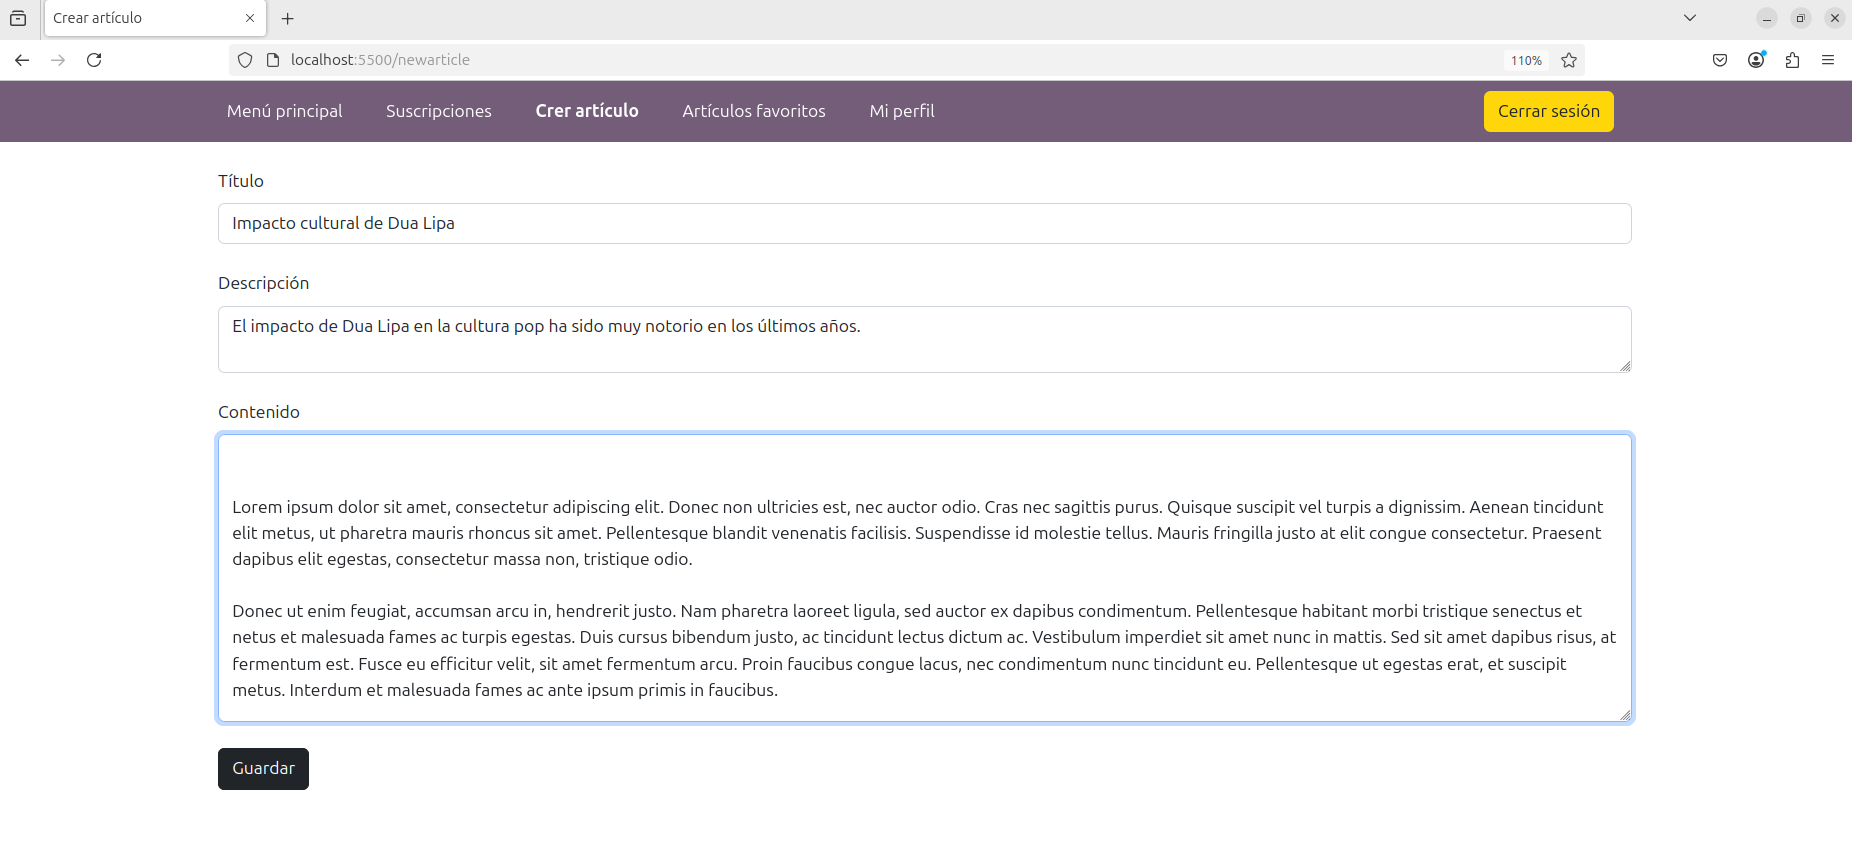 Crear artículo
localhost:5500/newarticle
110%
Menú principal
Suscripciones
Crer artículo
Artículos favoritos
Mi perfil
Cerrar sesión
Título
Impacto cultural de Dua Lipa
Descripción
El impacto de Dua Lipa en la cultura pop ha sido muy notorio en los últimos años.
Contenido
Lorem ipsum dolor sit amet, consectetur adipiscing elit. Donec non ultricies est, nec auctor odio. Cras nec sagittis purus. Quisque suscipit vel turpis a dignissim. Aenean tincidunt
elit metus, ut pharetra mauris rhoncus sit amet. Pellentesque blandit venenatis facilisis. Suspendisse id molestie tellus. Mauris fringilla justo at elit congue consectetur. Praesent
dapibus elit egestas, consectetur massa non, tristique odio.
Donec ut enim feugiat, accumsan arcu in, hendrerit justo. Nam pharetra laoreet ligula, sed auctor ex dapibus condimentum. Pellentesque habitant morbi tristique senectus et
netus et malesuada fames ac turpis egestas. Duis cursus bibendum justo, ac tincidunt lectus dictum ac. Vestibulum imperdiet sit amet nunc in mattis. Sed sit amet dapibus risus, at
fermentum est. Fusce eu efficitur velit, sit amet fermentum arcu. Proin faucibus congue lacus, nec condimentum nunc tincidunt eu. Pellentesque ut egestas erat, et suscipit
metus. Interdum et malesuada fames ac ante ipsum primis in faucibus.
Guardar